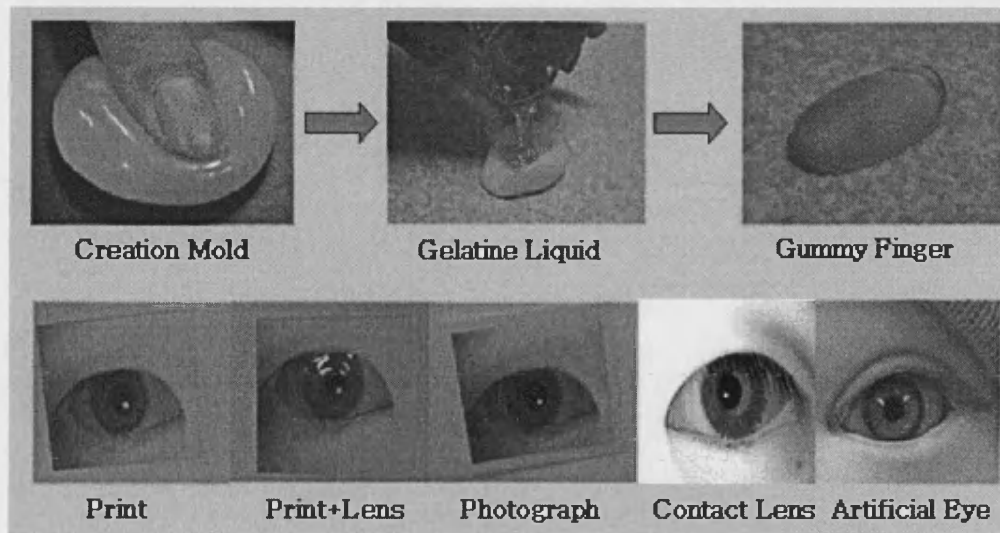 Creation Mold Gelatine Liquid Gummy Finger
Print Print+Lens Photograph Contact Lens Artificial Eye